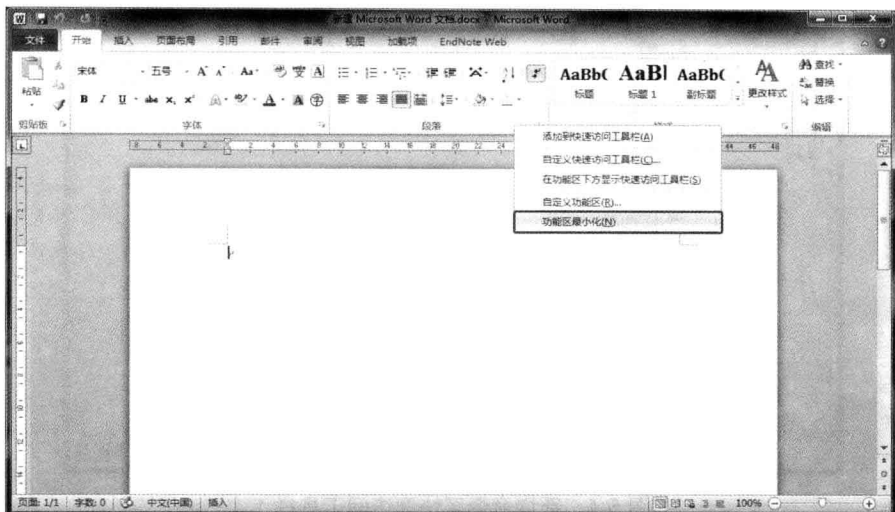 新建 Microsoft Word 文档.docx - Microsoft Word
文件 开始 插入 页面布局 引用 邮件 审阅 视图 加载项 EndNote Web
粘贴
宋体 五号
AaBb( AaBl AaBb(
标题 标题 1 副标题
更改样式
查找
替换
选择
剪贴板 字体 段落 编辑
添加到快速访问工具栏(A)
自定义快速访问工具栏(C)...
在功能区下方显示快速访问工具栏(S)
自定义功能区(R)...
功能区最小化(N)
页面: 1/1 字数: 0 中文(中国) 插入 100%